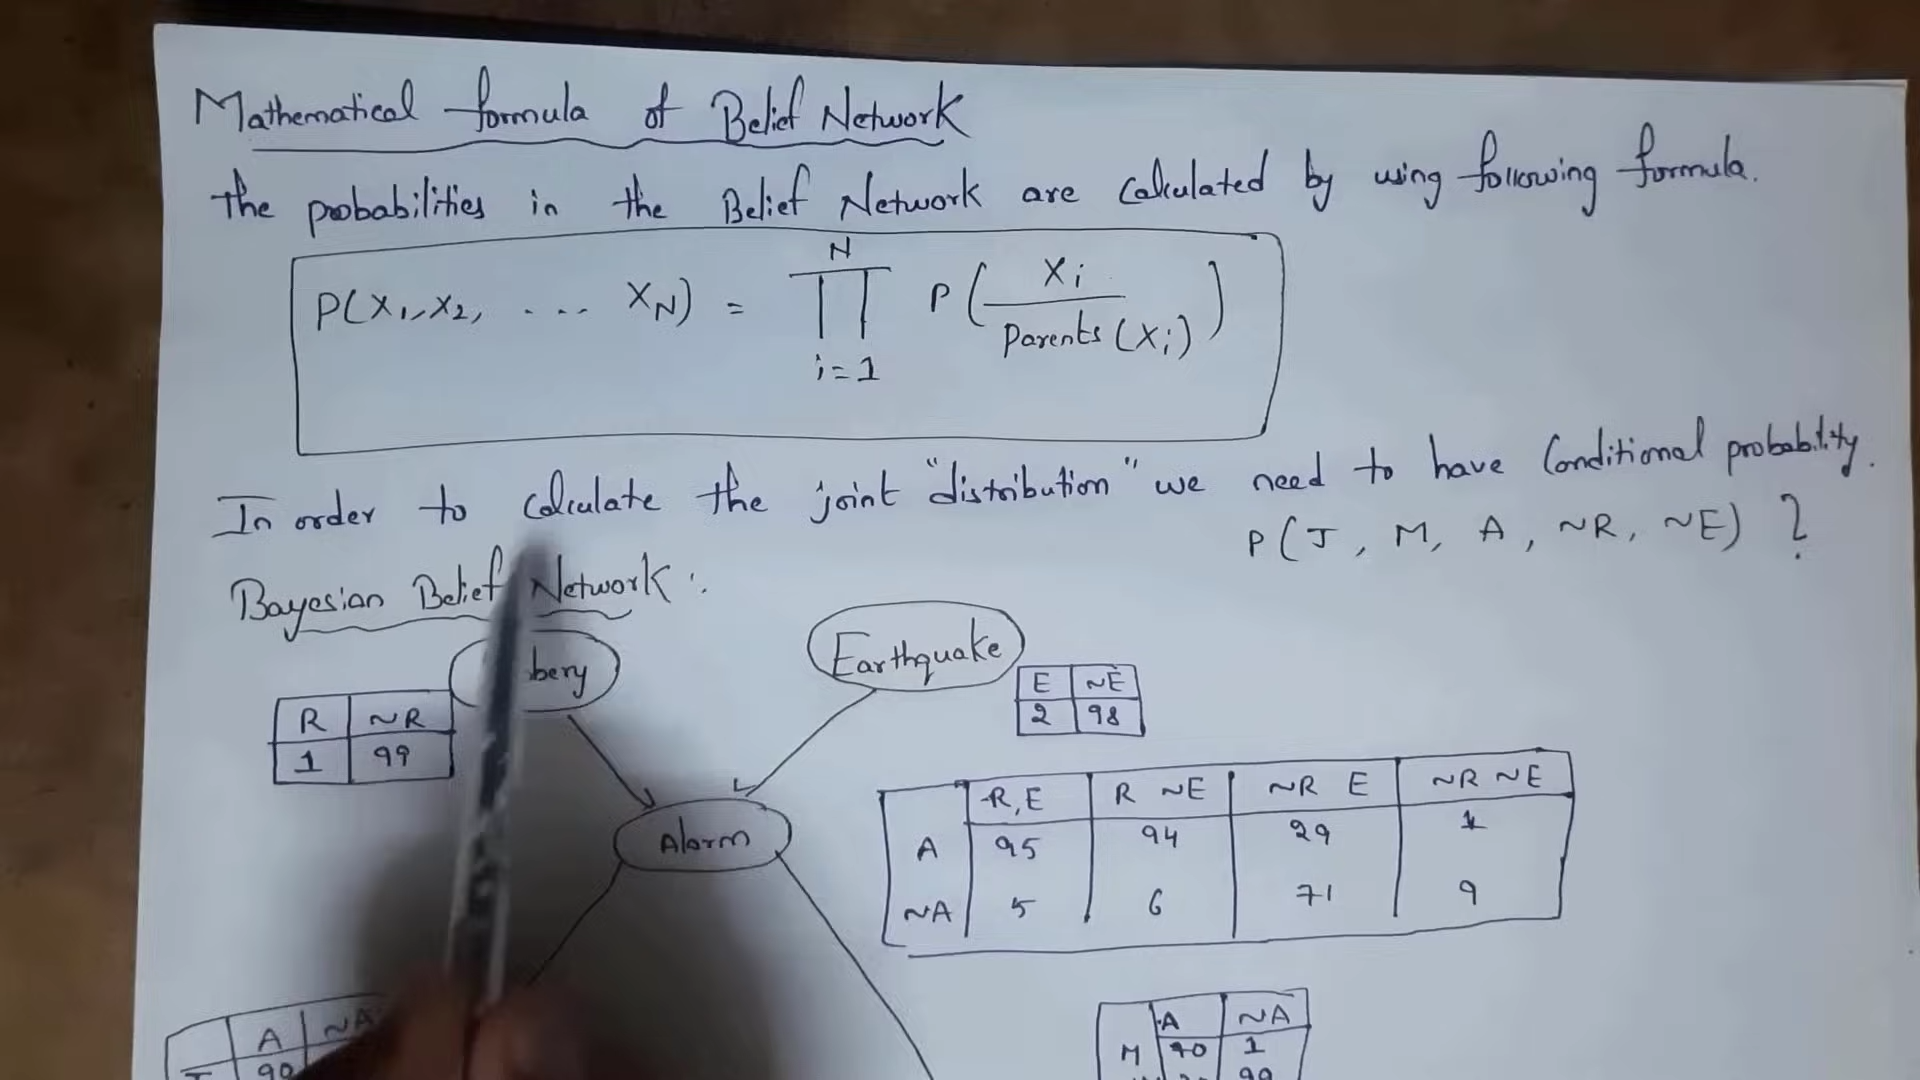 Mathematical formula of Belief Network
the probabilities in the Belief Network are calculated by using following formula.
P(X1, X2, .... XN) = N ∏ i=1 P(Xi / Parents(Xi))
In order to calculate the joint "distribution" we need to have Conditional probability.
P(J, M, A, ~R, ~E) ?
Bayesian Belief Network:
bery
Earthquake
E ~E
2 98
R ~R
1 99
Alarm
R,E R ~E ~R E ~R ~E
A 95 94 29 1
~A 5 6 71 9
A ~A
90
A ~A
M 70 1
99